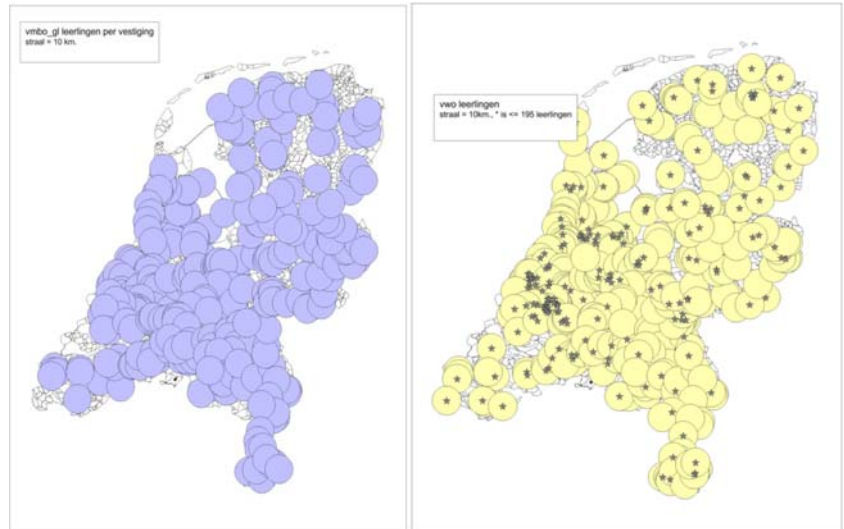 vmbo_gl leerlingen per vestiging
straal = 10 km.
vwo leerlingen
straal = 10km., * is <= 195 leerlingen